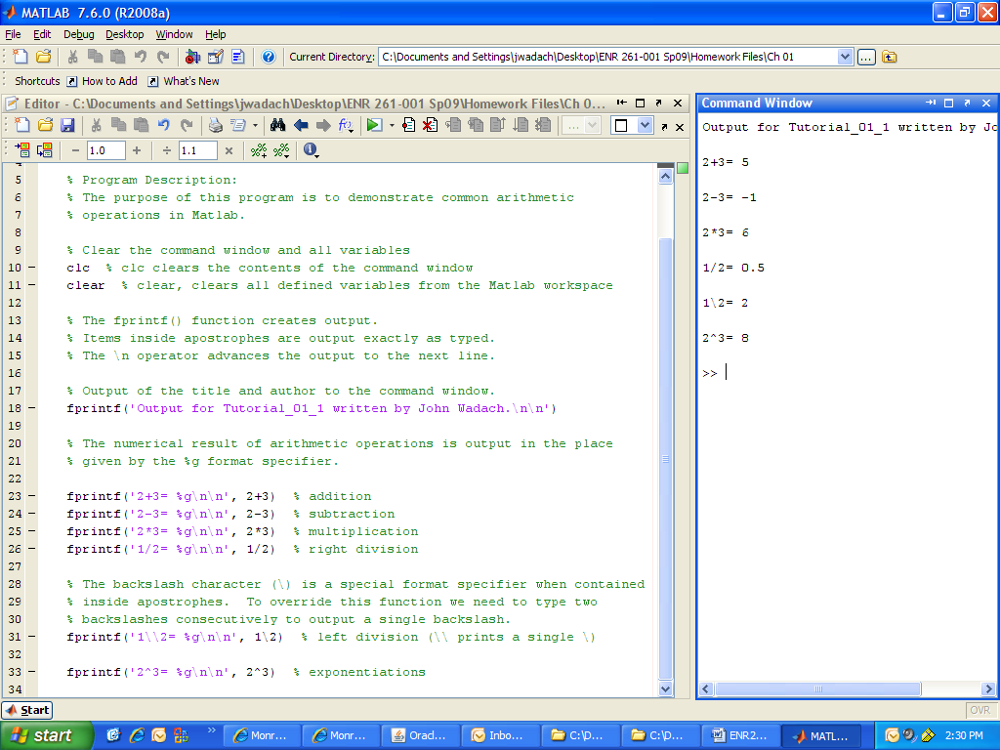 MATLAB 7.6.0 (R2008a)
File Edit Debug Desktop Window Help
Current Directory: C:\Documents and Settings\jwadach\Desktop\ENR 261-001 Sp09\Homework Files\Ch 01
Shortcuts How to Add What's New
Editor - C:\Documents and Settings\jwadach\Desktop\ENR 261-001 Sp09\Homework Files\Ch 0...
− 1.0 + ÷ 1.1 ×
4
5 % Program Description:
6 % The purpose of this program is to demonstrate common arithmetic
7 % operations in Matlab.
8
9 % Clear the command window and all variables
10 – clc % clc clears the contents of the command window
11 – clear % clear, clears all defined variables from the Matlab workspace
12
13 % The fprintf() function creates output.
14 % Items inside apostrophes are output exactly as typed.
15 % The \n operator advances the output to the next line.
16
17 % Output of the title and author to the command window.
18 – fprintf('Output for Tutorial_01_1 written by John Wadach.\n\n')
19
20 % The numerical result of arithmetic operations is output in the place
21 % given by the %g format specifier.
22
23 – fprintf('2+3= %g\n\n', 2+3) % addition
24 – fprintf('2-3= %g\n\n', 2-3) % subtraction
25 – fprintf('2*3= %g\n\n', 2*3) % multiplication
26 – fprintf('1/2= %g\n\n', 1/2) % right division
27
28 % The backslash character (\) is a special format specifier when contained
29 % inside apostrophes. To override this function we need to type two
30 % backslashes consecutively to output a single backslash.
31 – fprintf('1\\2= %g\n\n', 1\2) % left division (\\ prints a single \)
32
33 – fprintf('2^3= %g\n\n', 2^3) % exponentiations
34
Command Window
Output for Tutorial_01_1 written by Jo
2+3= 5
2-3= -1
2*3= 6
1/2= 0.5
1\2= 2
2^3= 8
>>
Start
OVR
start Monr... Monr... Oracl... Inbo... C:\D... C:\D... ENR2... MATL... 2:30 PM